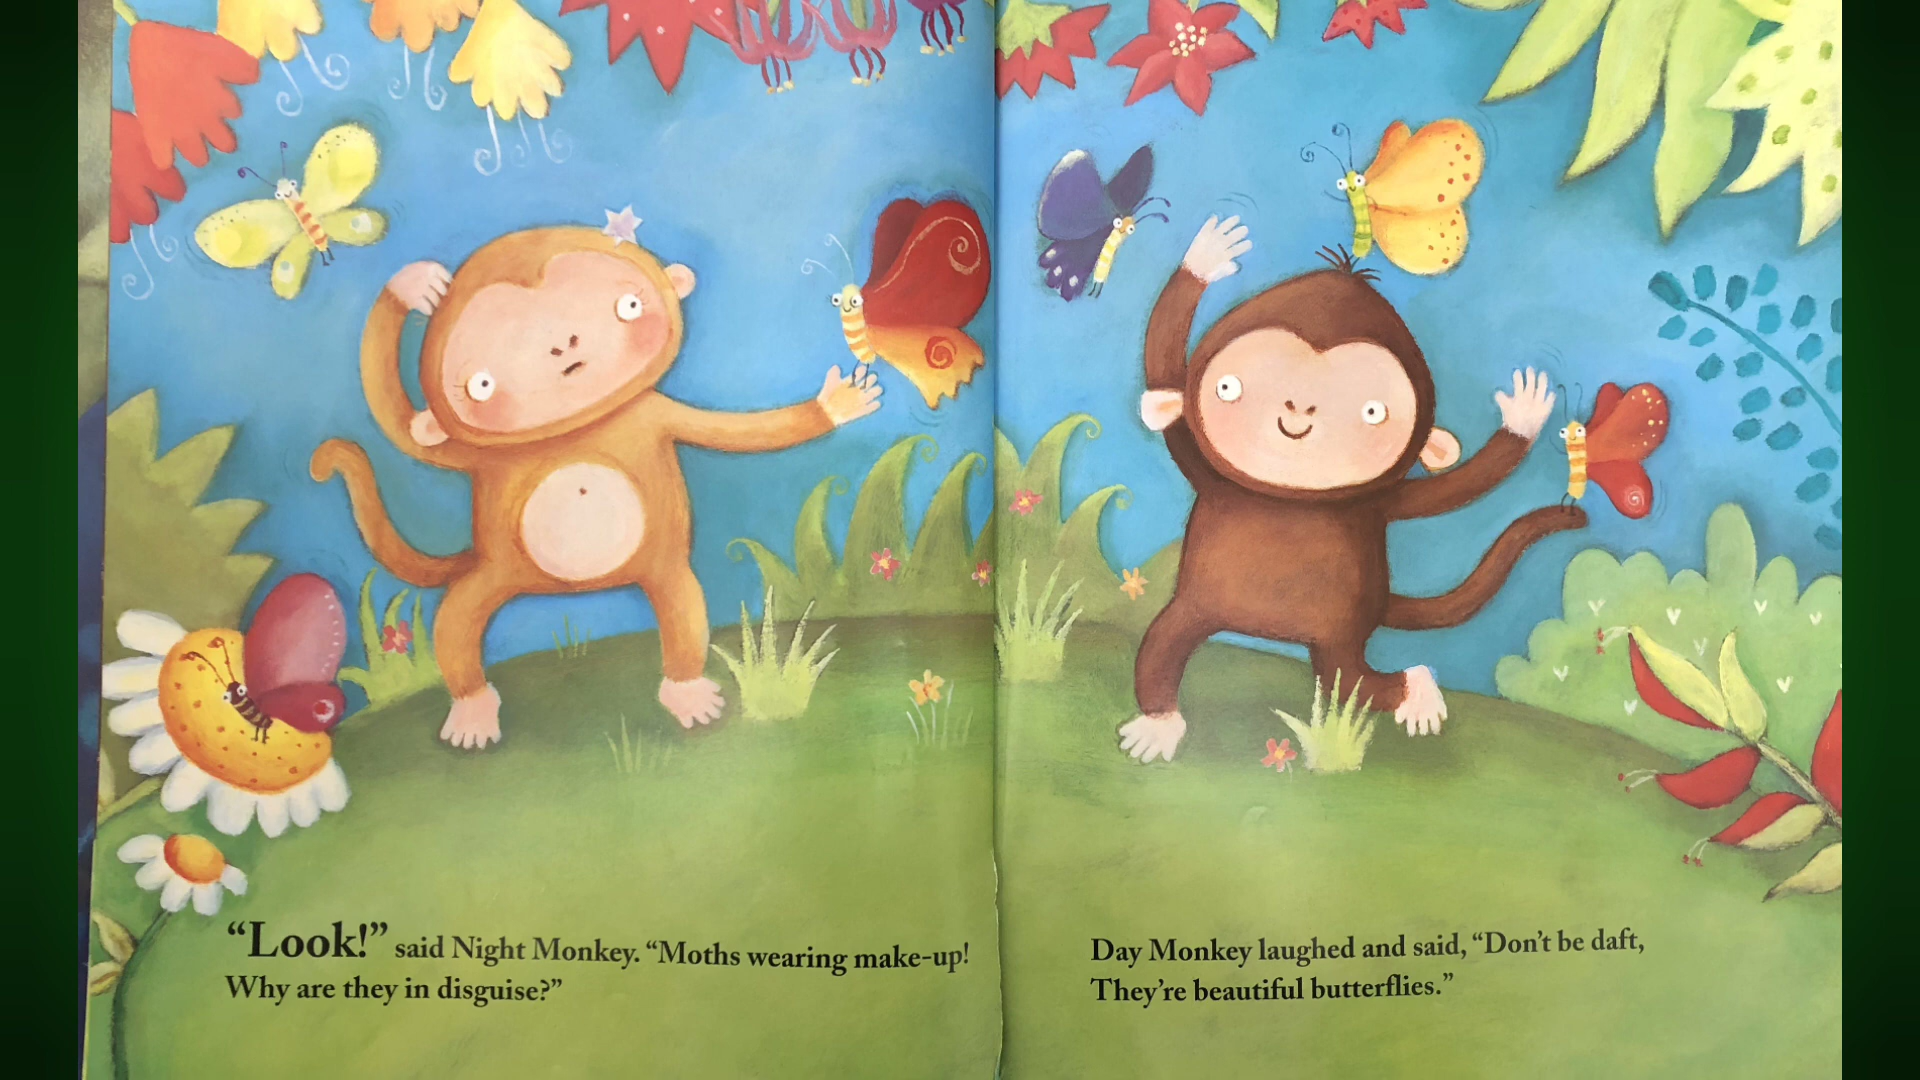 “Look!” said Night Monkey. “Moths wearing make-up!
Why are they in disguise?”
Day Monkey laughed and said, “Don’t be daft,
They’re beautiful butterflies.”